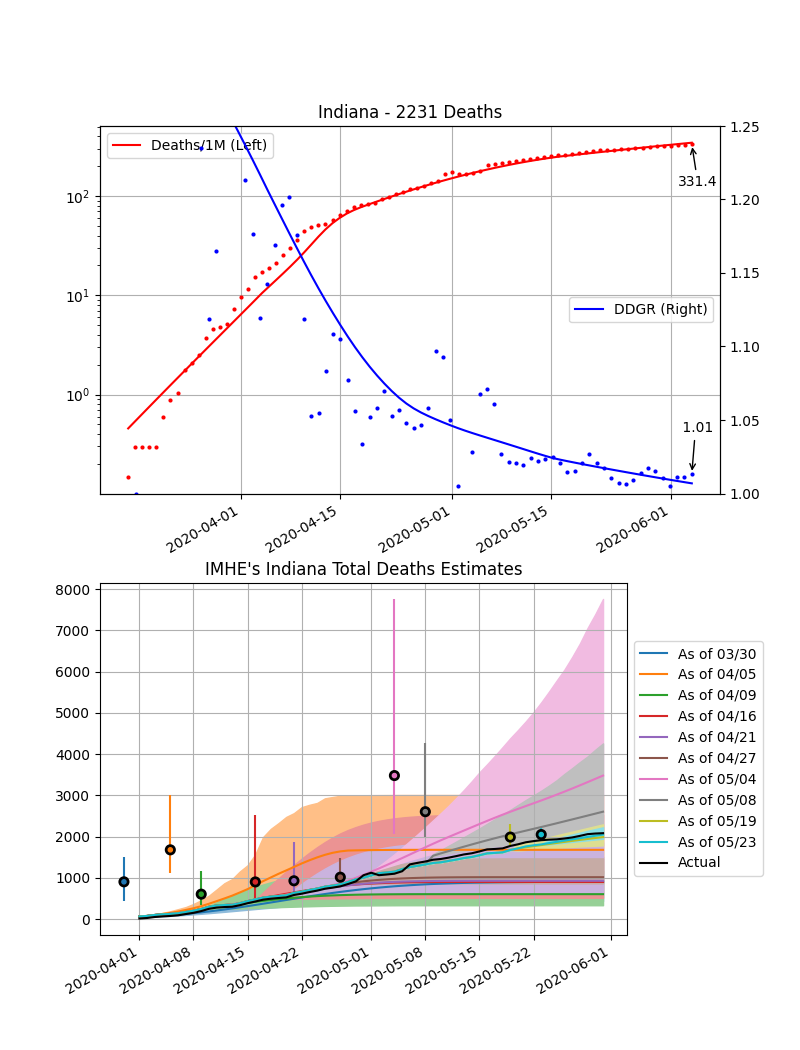 Indiana - 2231 Deaths
Deaths/1M (Left)
DDGR (Right)
331.4
1.01
10²
10¹
10⁰
1.25
1.20
1.15
1.10
1.05
1.00
2020-04-01
2020-04-15
2020-05-01
2020-05-15
2020-06-01
IMHE's Indiana Total Deaths Estimates
8000
7000
6000
5000
4000
3000
2000
1000
0
2020-04-01
2020-04-08
2020-04-15
2020-04-22
2020-05-01
2020-05-08
2020-05-15
2020-05-22
2020-06-01
As of 03/30
As of 04/05
As of 04/09
As of 04/16
As of 04/21
As of 04/27
As of 05/04
As of 05/08
As of 05/19
As of 05/23
Actual